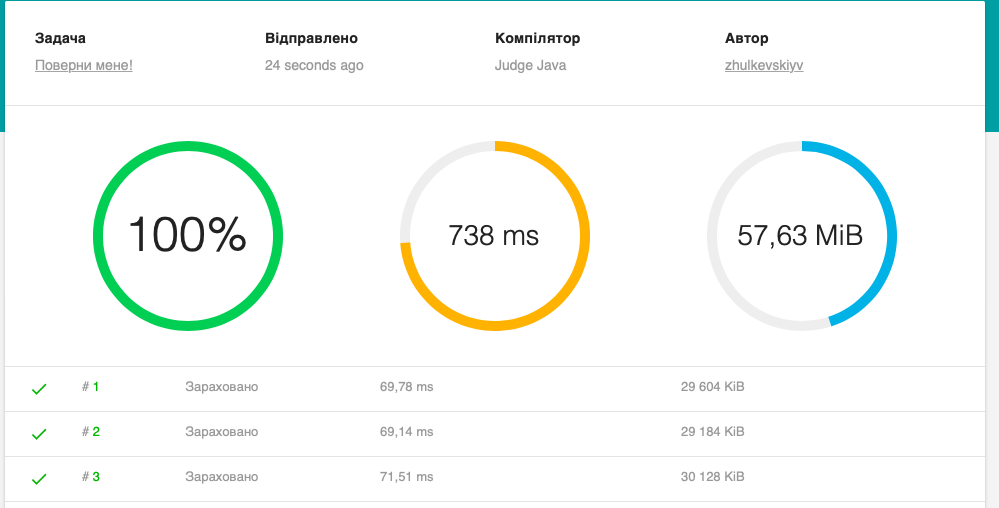 Задача Відправлено Компілятор Автор
Поверни мене! 24 seconds ago Judge Java zhulkevskiyv
100% 738 ms 57,63 MiB
# 1 Зараховано 69,78 ms 29 604 KiB
# 2 Зараховано 69,14 ms 29 184 KiB
# 3 Зараховано 71,51 ms 30 128 KiB